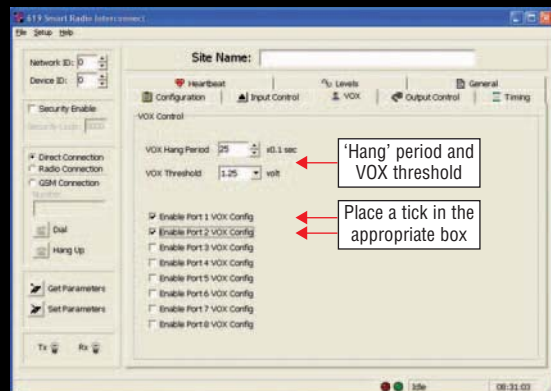 619 Smart Radio Interconnect
File Setup Help
Network ID: 0
Device ID: 0
Security Enable
Security Code
Direct Connection
Radio Connection
GSM Connection
Number
Dial
Hang Up
Get Parameters
Set Parameters
Tx Rx
Site Name:
Heartbeat Levels General
Configuration Input Control VOX Output Control Timing
VOX Control
VOX Hang Period 25 x0.1 sec
VOX Threshold 1.25 volt
'Hang' period and
VOX threshold
Enable Port 1 VOX Config
Enable Port 2 VOX Config
Enable Port 3 VOX Config
Enable Port 4 VOX Config
Enable Port 5 VOX Config
Enable Port 6 VOX Config
Enable Port 7 VOX Config
Enable Port 8 VOX Config
Place a tick in the
appropriate box
Idle 08:31:03